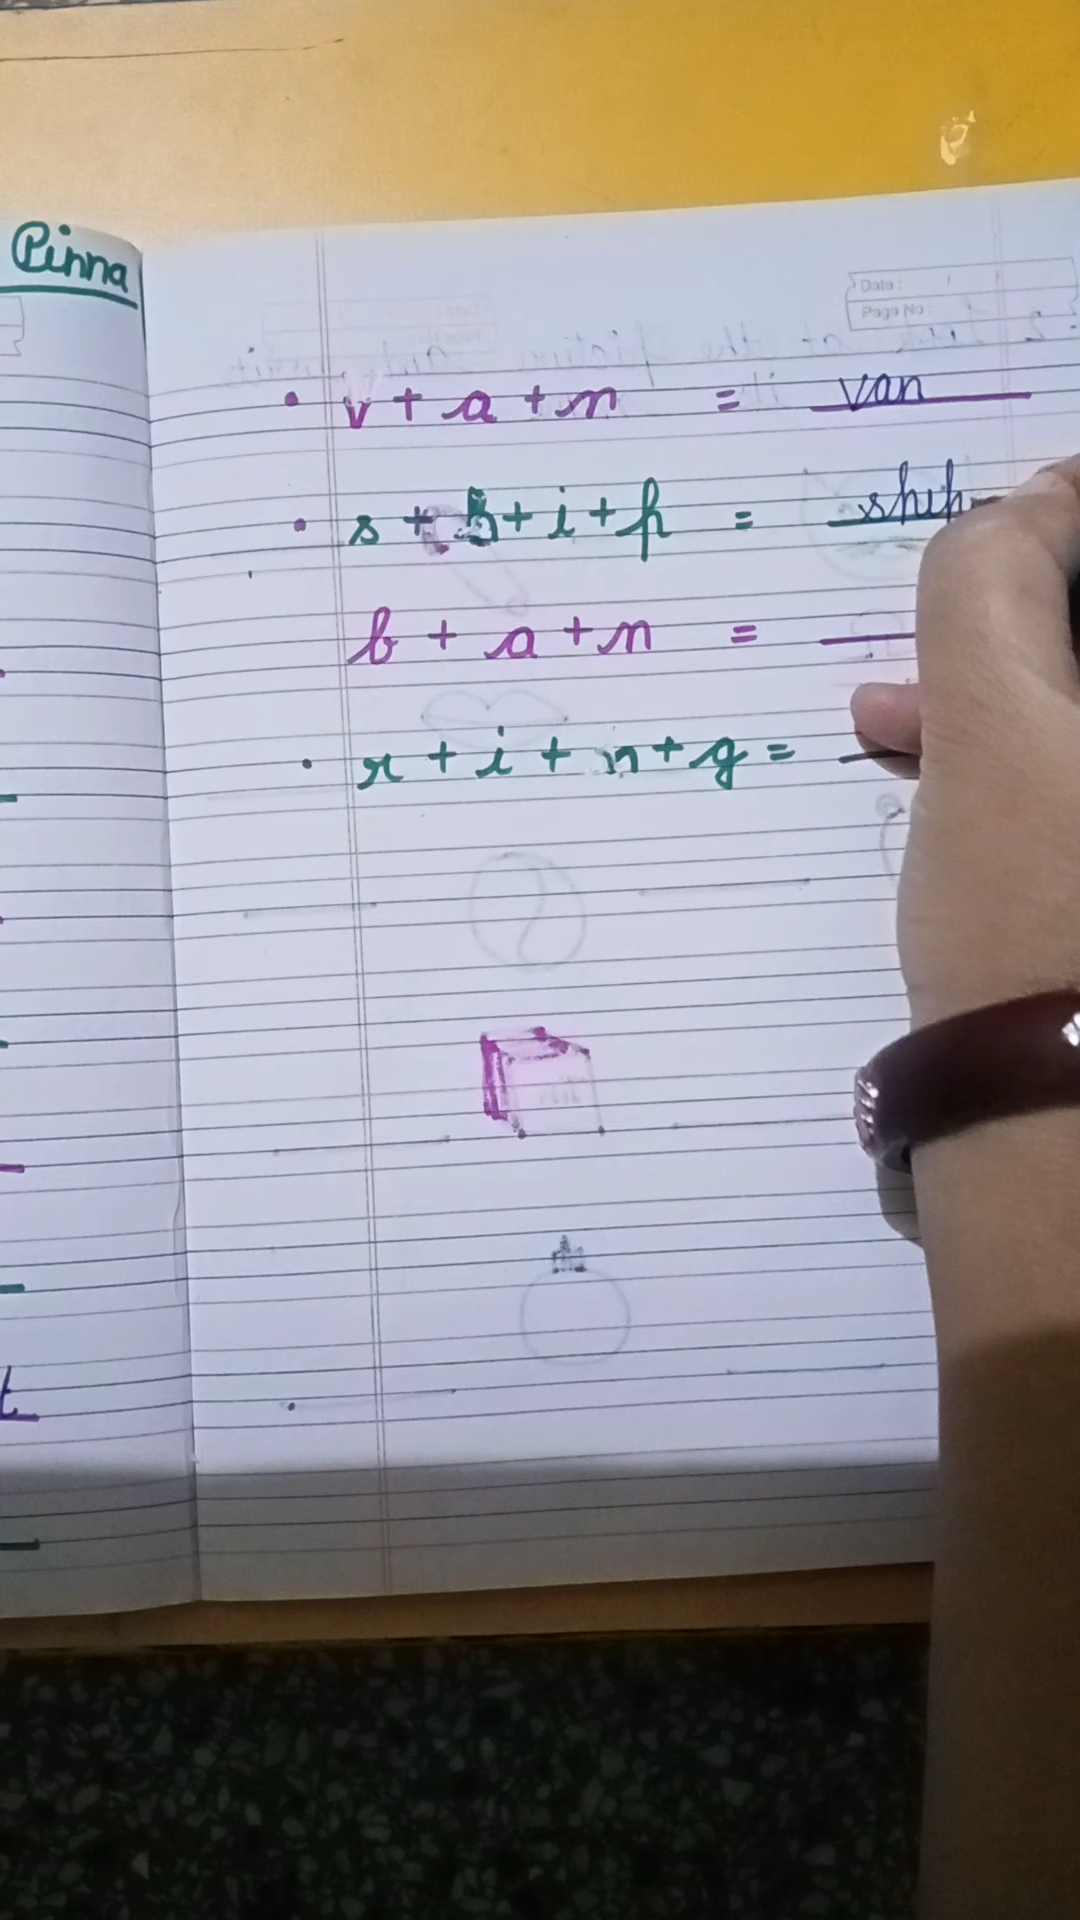 Pinna
Date :
Page No :
• v + a + n = van
• s + h + i + p = ship
b + a + n =
• r + i + n + g =
t